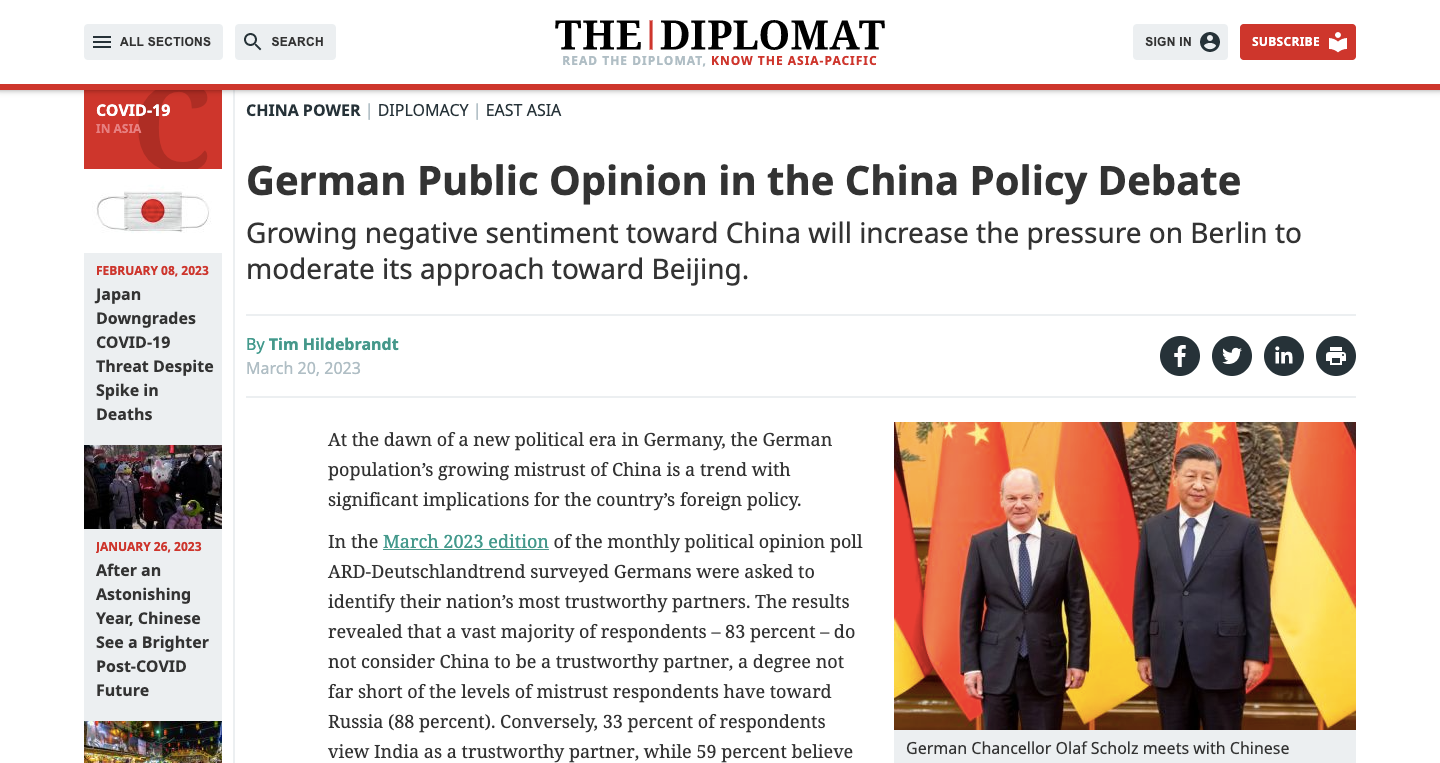 ALL SECTIONS
SEARCH
THE|DIPLOMAT
READ THE DIPLOMAT, KNOW THE ASIA-PACIFIC
SIGN IN
SUBSCRIBE
COVID-19
IN ASIA
C
FEBRUARY 08, 2023
Japan
Downgrades
COVID-19
Threat Despite
Spike in
Deaths
JANUARY 26, 2023
After an
Astonishing
Year, Chinese
See a Brighter
Post-COVID
Future
CHINA POWER | DIPLOMACY | EAST ASIA
German Public Opinion in the China Policy Debate
Growing negative sentiment toward China will increase the pressure on Berlin to
moderate its approach toward Beijing.
By Tim Hildebrandt
March 20, 2023
At the dawn of a new political era in Germany, the German
population’s growing mistrust of China is a trend with
significant implications for the country’s foreign policy.
In the March 2023 edition of the monthly political opinion poll
ARD-Deutschlandtrend surveyed Germans were asked to
identify their nation’s most trustworthy partners. The results
revealed that a vast majority of respondents – 83 percent – do
not consider China to be a trustworthy partner, a degree not
far short of the levels of mistrust respondents have toward
Russia (88 percent). Conversely, 33 percent of respondents
view India as a trustworthy partner, while 59 percent believe
German Chancellor Olaf Scholz meets with Chinese